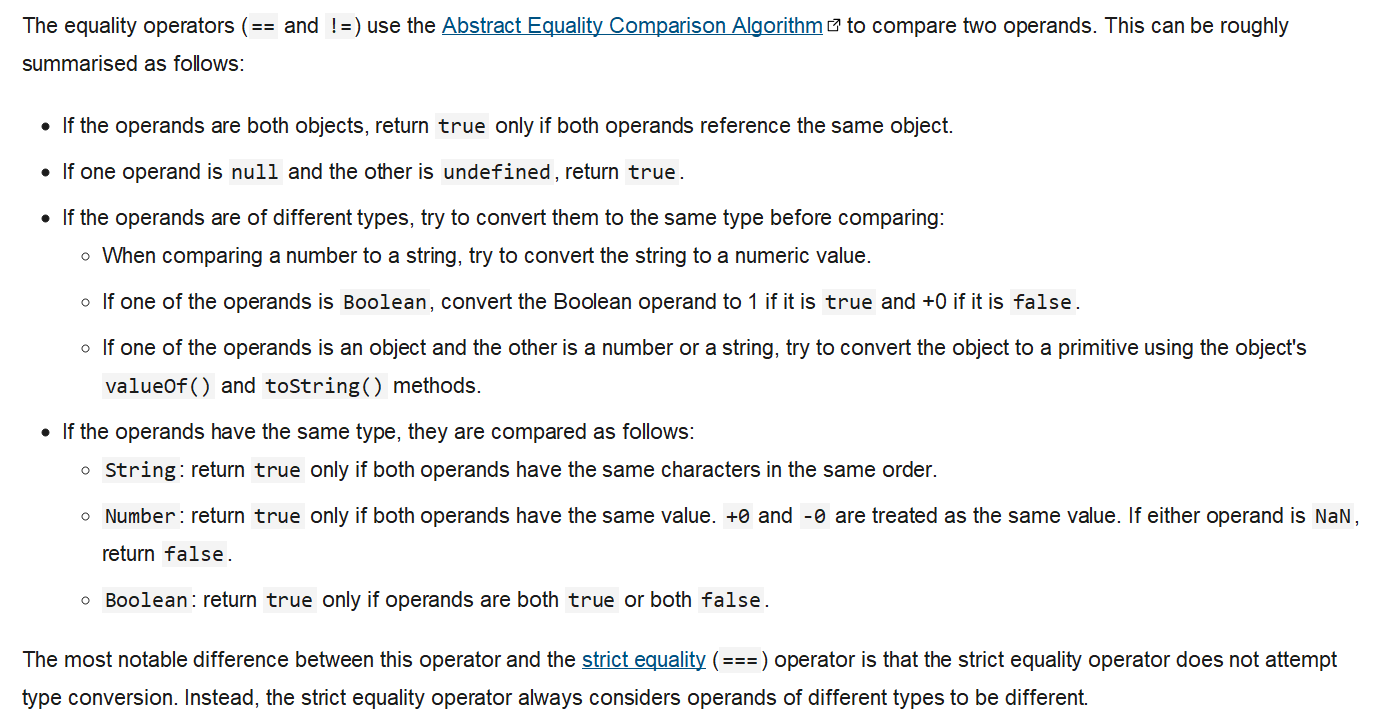 The equality operators (== and !=) use the Abstract Equality Comparison Algorithm to compare two operands. This can be roughly
summarised as follows:
If the operands are both objects, return true only if both operands reference the same object.
If one operand is null and the other is undefined, return true.
If the operands are of different types, try to convert them to the same type before comparing:
When comparing a number to a string, try to convert the string to a numeric value.
If one of the operands is Boolean, convert the Boolean operand to 1 if it is true and +0 if it is false.
If one of the operands is an object and the other is a number or a string, try to convert the object to a primitive using the object's
valueOf() and toString() methods.
If the operands have the same type, they are compared as follows:
String: return true only if both operands have the same characters in the same order.
Number: return true only if both operands have the same value. +0 and -0 are treated as the same value. If either operand is NaN,
return false.
Boolean: return true only if operands are both true or both false.
The most notable difference between this operator and the strict equality (===) operator is that the strict equality operator does not attempt
type conversion. Instead, the strict equality operator always considers operands of different types to be different.